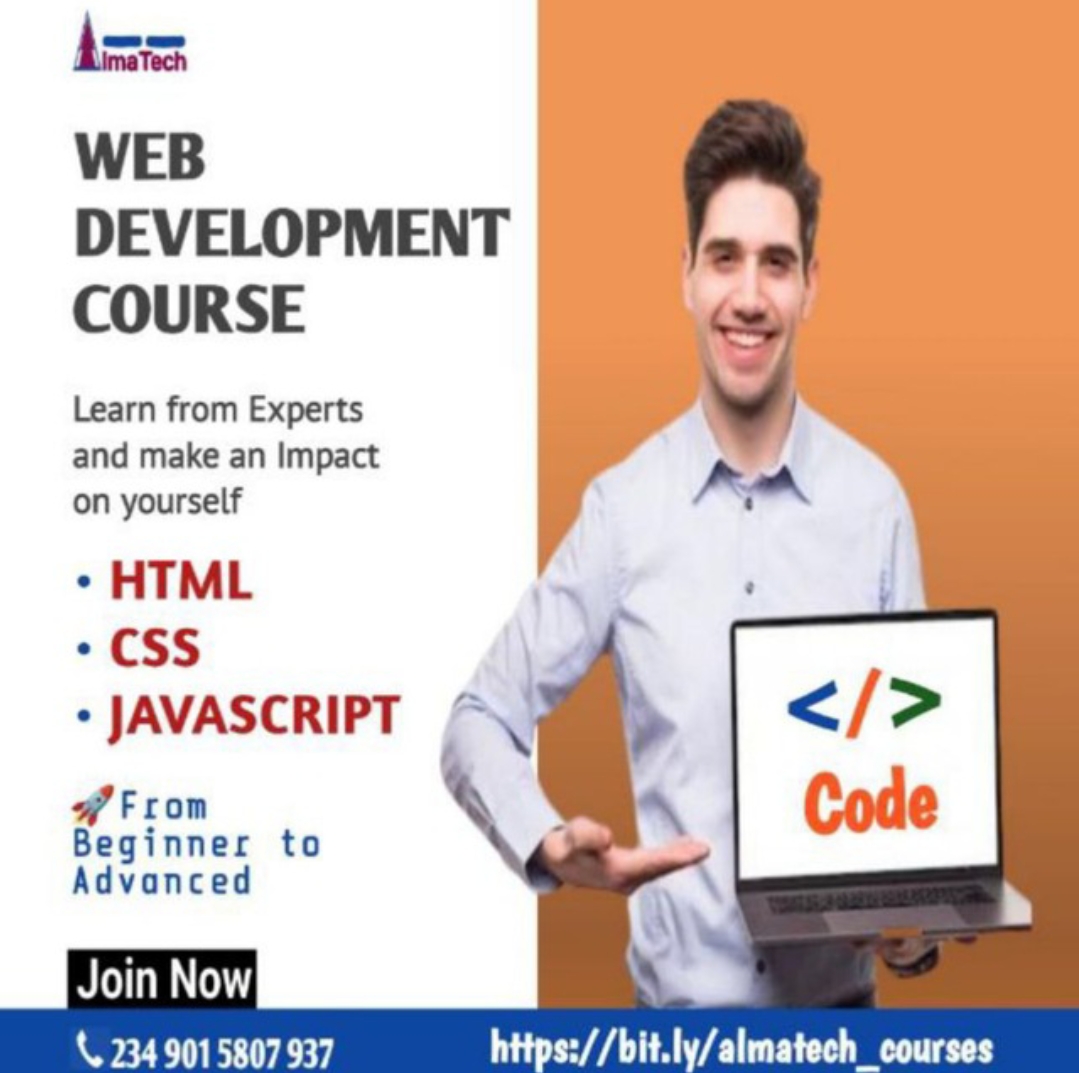 AlmaTech
WEB
DEVELOPMENT
COURSE
Learn from Experts
and make an Impact
on yourself
• HTML
• CSS
• JAVASCRIPT
🚀From
Beginner to
Advanced
Join Now
234 901 5807 937
https://bit.ly/almatech_courses
</>
Code